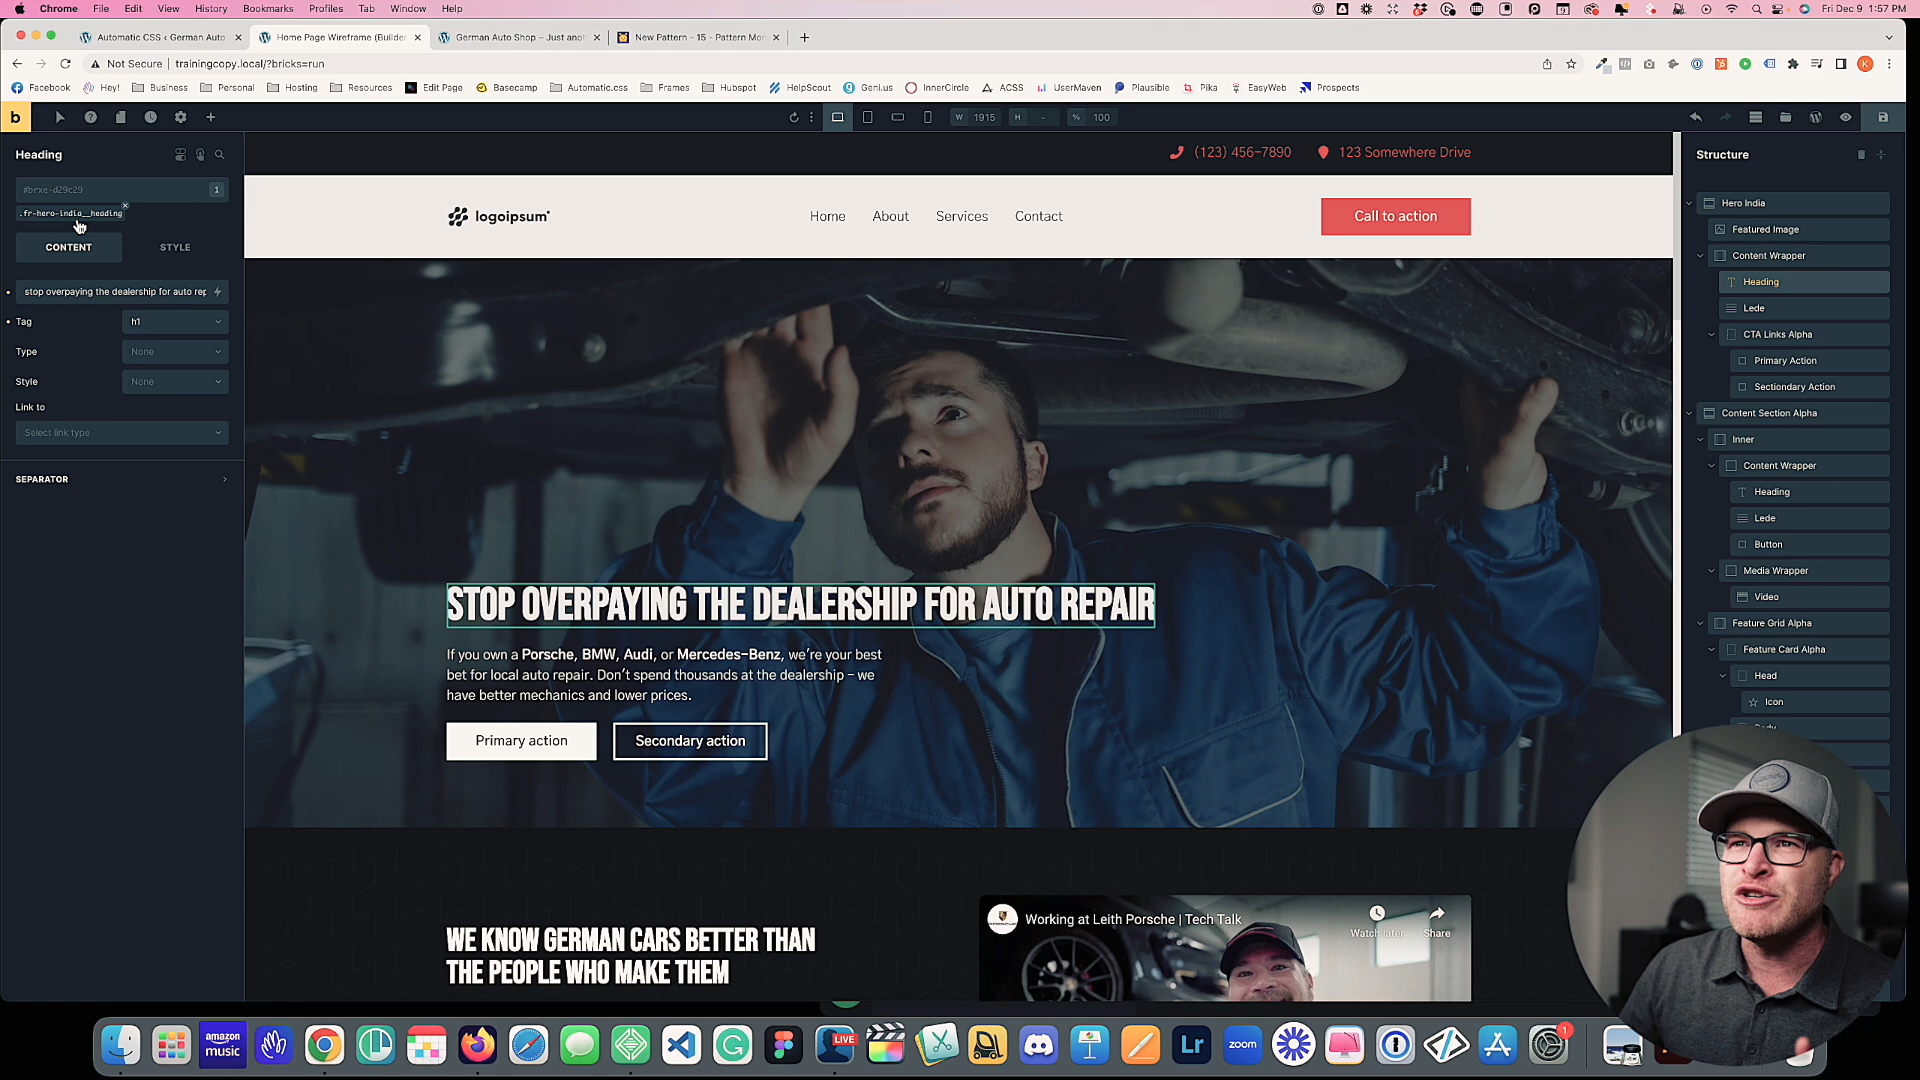 Chrome File Edit View History Bookmarks Profiles Tab Window Help
Fri Dec 9 1:57 PM
Automatic CSS ‹ German Auto
Home Page Wireframe (Builder
German Auto Shop – Just anot
New Pattern - 15 - Pattern Mon
Not Secure trainingcopy.local/?bricks=run
K
Facebook Hey! Business Personal Hosting Resources Edit Page Basecamp Automatic.css Frames Hubspot HelpScout Geni.us InnerCircle ACSS UserMaven Plausible Pika EasyWeb Prospects
b
W 1915 H - % 100
Heading
#brxe-d29c29 1
.fr-hero-india__heading
CONTENT STYLE
stop overpaying the dealership for auto rep
Tag h1
Type None
Style None
Link to
Select link type
SEPARATOR
(123) 456-7890 123 Somewhere Drive
logoipsum
Home About Services Contact
Call to action
STOP OVERPAYING THE DEALERSHIP FOR AUTO REPAIR
If you own a Porsche, BMW, Audi, or Mercedes-Benz, we're your best
bet for local auto repair. Don't spend thousands at the dealership – we
have better mechanics and lower prices.
Primary action Secondary action
WE KNOW GERMAN CARS BETTER THAN
THE PEOPLE WHO MAKE THEM
Working at Leith Porsche | Tech Talk
Watch later Share
Structure
Hero India
Featured Image
Content Wrapper
Heading
Lede
CTA Links Alpha
Primary Action
Sectiondary Action
Content Section Alpha
Inner
Content Wrapper
Heading
Lede
Button
Media Wrapper
Video
Feature Grid Alpha
Feature Card Alpha
Head
Icon
amazon
music
LIVE
Lr
zoom
1